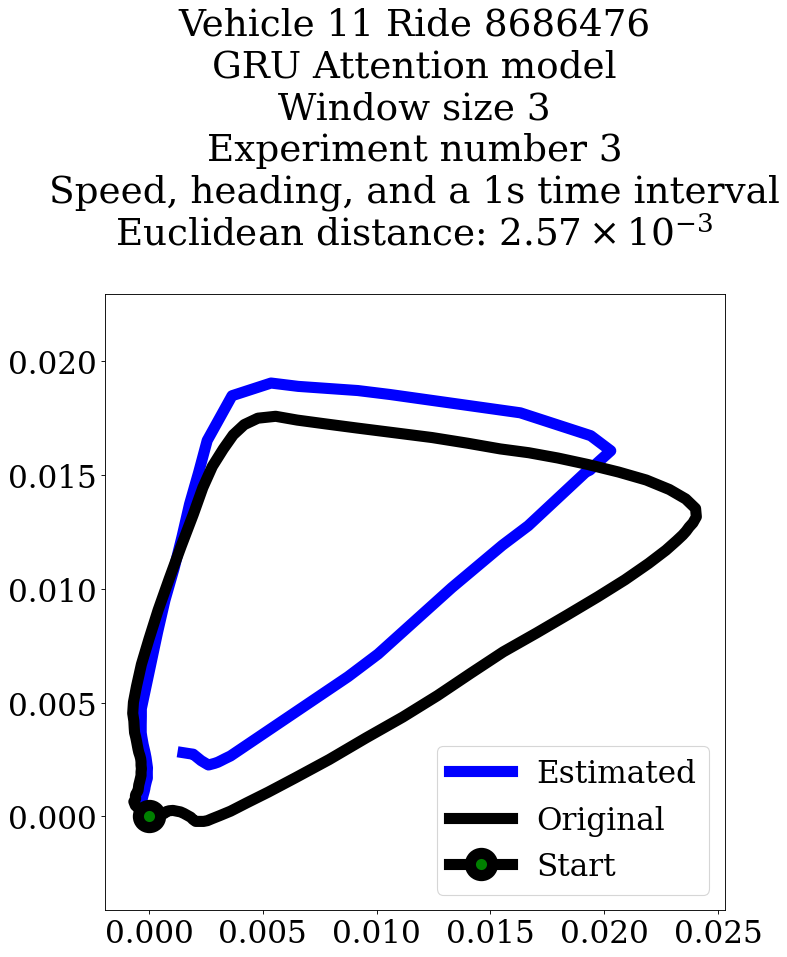 Vehicle 11 Ride 8686476
GRU Attention model
Window size 3
Experiment number 3
Speed, heading, and a 1s time interval
Euclidean distance: 2.57 × 10⁻³
0.020
0.015
0.010
0.005
0.000
Estimated
Original
Start
0.000 0.005 0.010 0.015 0.020 0.025